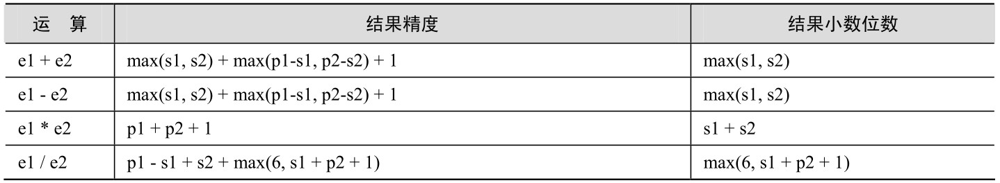 运 算 结果精度 结果小数位数
e1 + e2 max(s1, s2) + max(p1-s1, p2-s2) + 1 max(s1, s2)
e1 - e2 max(s1, s2) + max(p1-s1, p2-s2) + 1 max(s1, s2)
e1 * e2 p1 + p2 + 1 s1 + s2
e1 / e2 p1 - s1 + s2 + max(6, s1 + p2 + 1) max(6, s1 + p2 + 1)